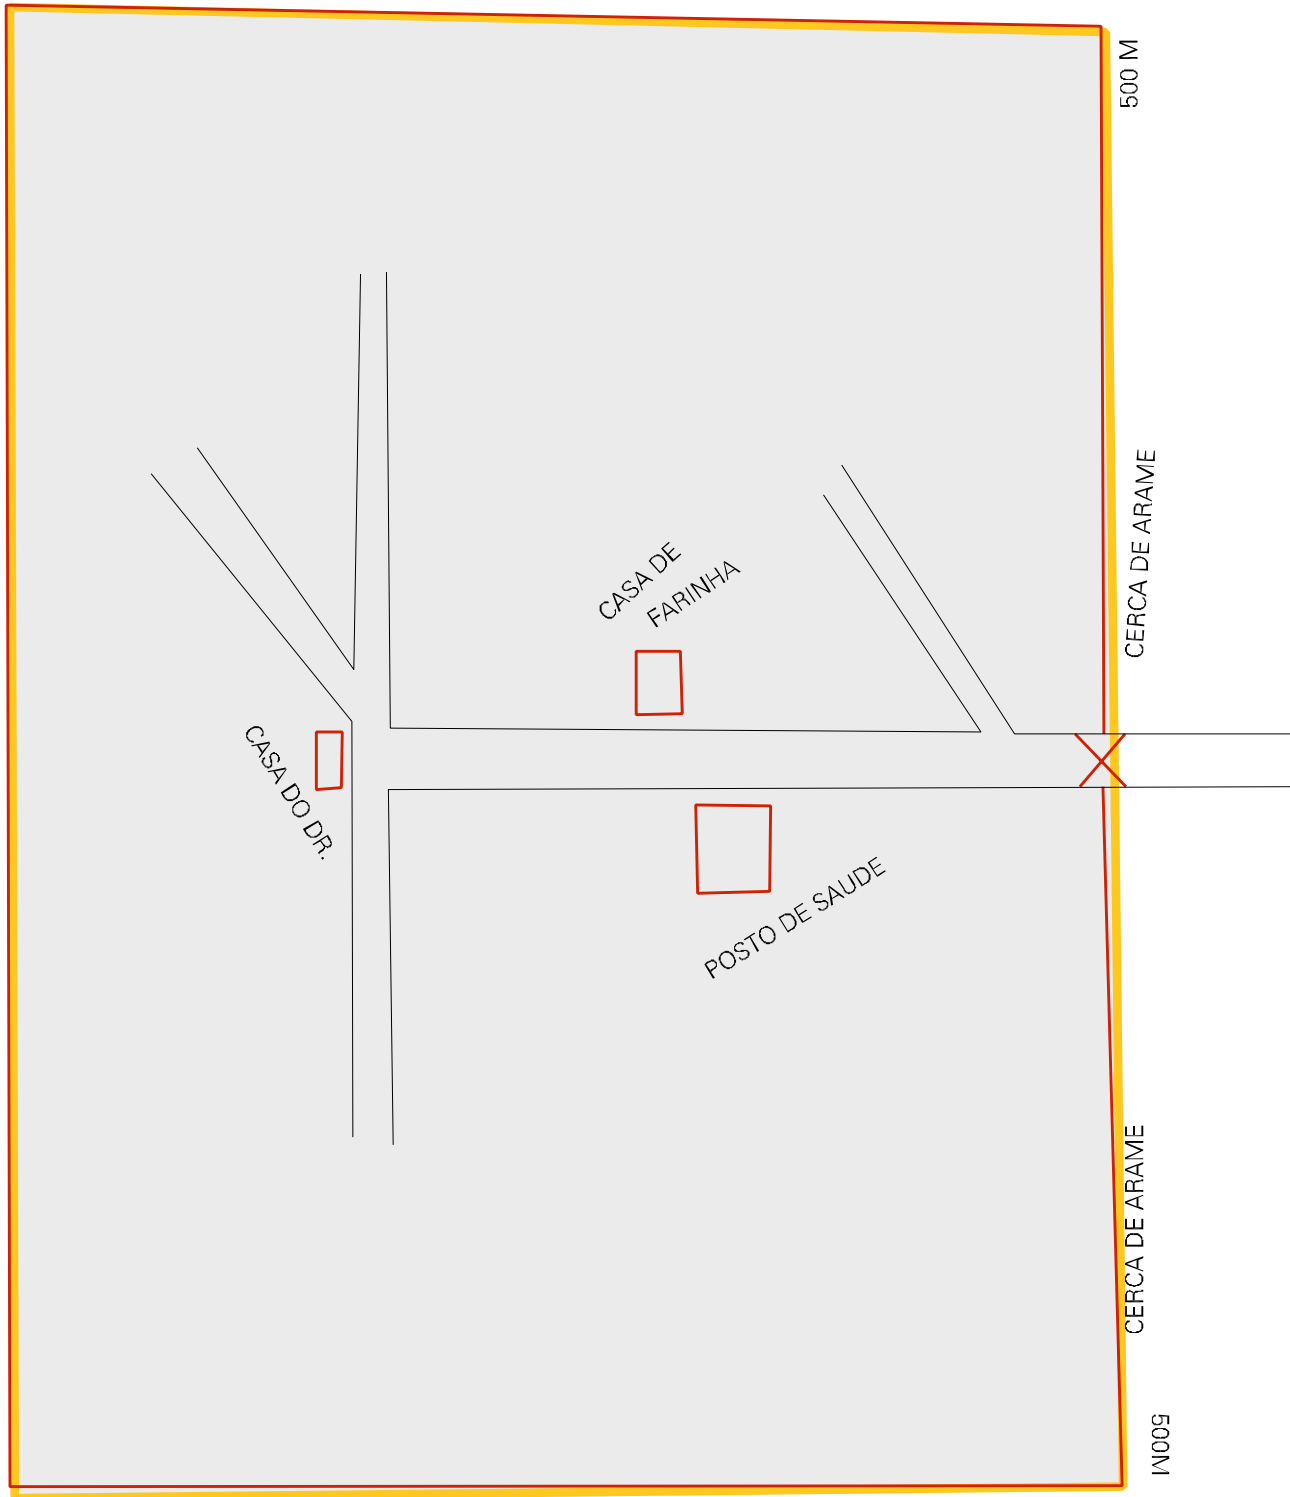 500 M
CERCA DE ARAME
CASA DE
FARINHA
CASA DO DR.
POSTO DE SAUDE
CERCA DE ARAME
500M